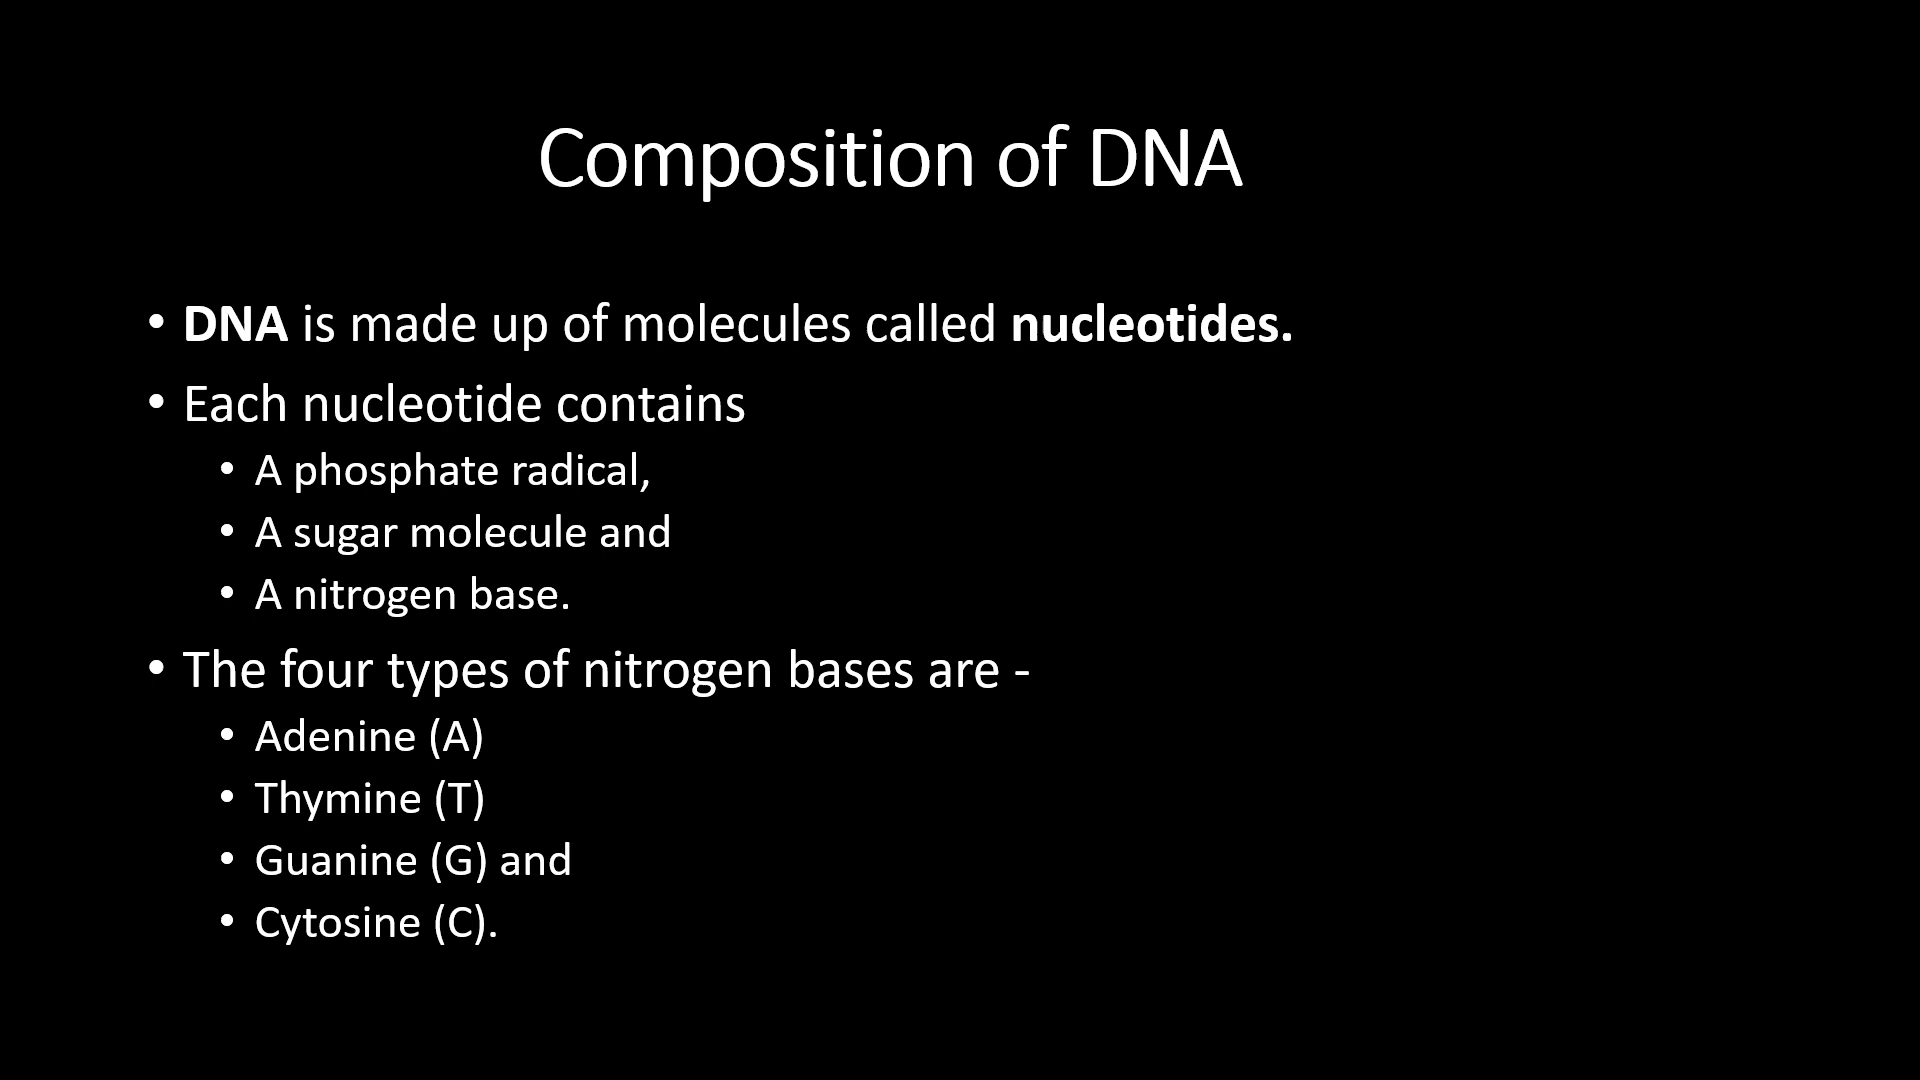 Composition of DNA
• DNA is made up of molecules called nucleotides.
• Each nucleotide contains
• A phosphate radical,
• A sugar molecule and
• A nitrogen base.
• The four types of nitrogen bases are -
• Adenine (A)
• Thymine (T)
• Guanine (G) and
• Cytosine (C).